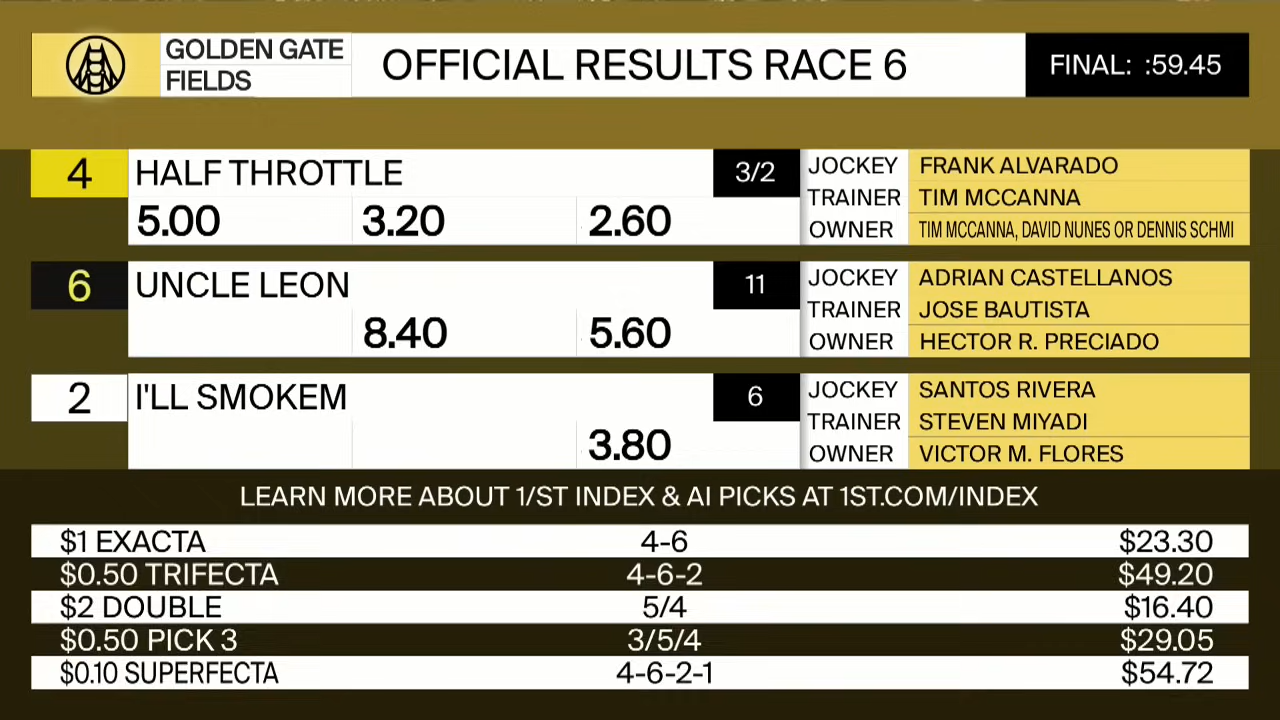 GOLDEN GATE
FIELDS
OFFICIAL RESULTS RACE 6
FINAL: :59.45
4 HALF THROTTLE 3/2
5.00 3.20 2.60
JOCKEY FRANK ALVARADO
TRAINER TIM MCCANNA
OWNER TIM MCCANNA, DAVID NUNES OR DENNIS SCHMI
6 UNCLE LEON 11
8.40 5.60
JOCKEY ADRIAN CASTELLANOS
TRAINER JOSE BAUTISTA
OWNER HECTOR R. PRECIADO
2 I'LL SMOKEM 6
3.80
JOCKEY SANTOS RIVERA
TRAINER STEVEN MIYADI
OWNER VICTOR M. FLORES
LEARN MORE ABOUT 1/ST INDEX & AI PICKS AT 1ST.COM/INDEX
$1 EXACTA 4-6 $23.30
$0.50 TRIFECTA 4-6-2 $49.20
$2 DOUBLE 5/4 $16.40
$0.50 PICK 3 3/5/4 $29.05
$0.10 SUPERFECTA 4-6-2-1 $54.72